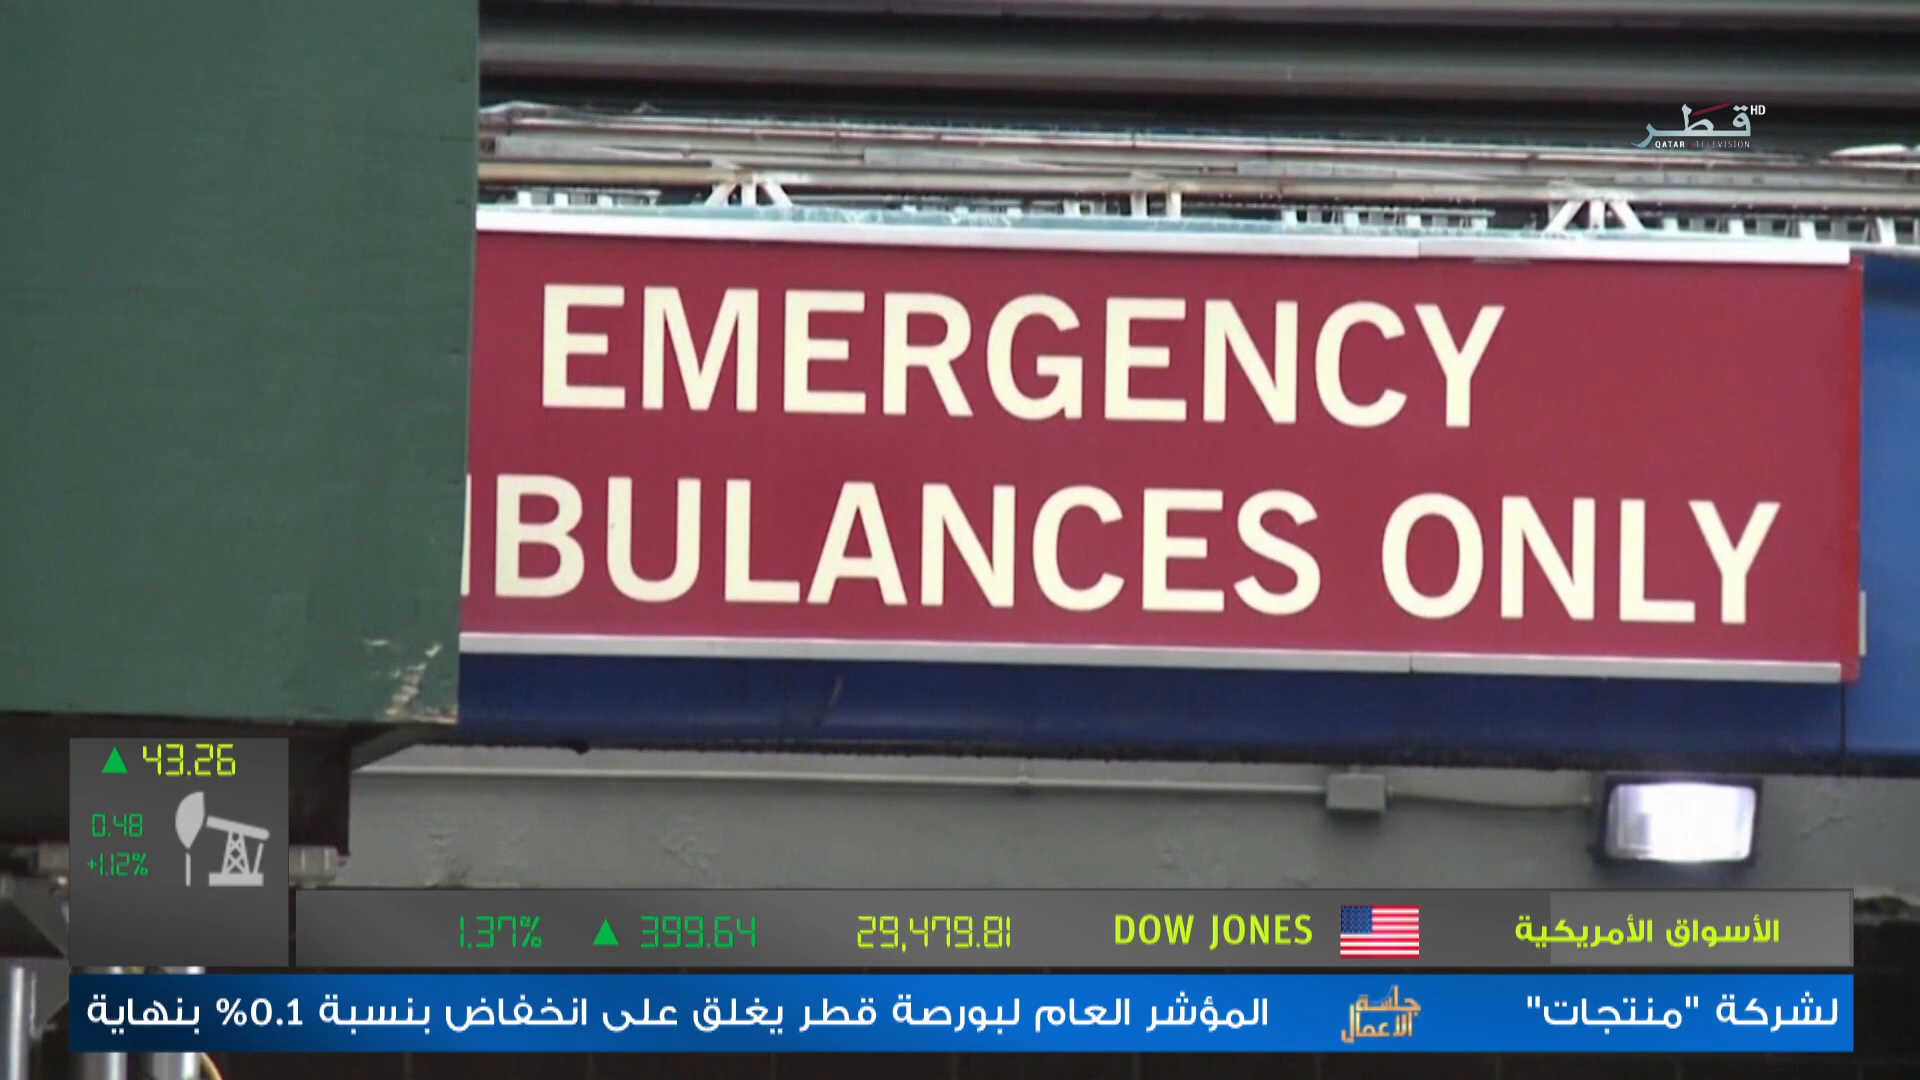 قطر HD
QATAR TELEVISION
EMERGENCY
MBULANCES ONLY
▲ 43.26
0.48
+1.12%
الأسواق الأمريكية DOW JONES 29,479.81 ▲ 399.64 1.37%
لشركة "منتجات" جلسة الأعمال المؤشر العام لبورصة قطر يغلق على انخفاض بنسبة 0.1% بنهاية